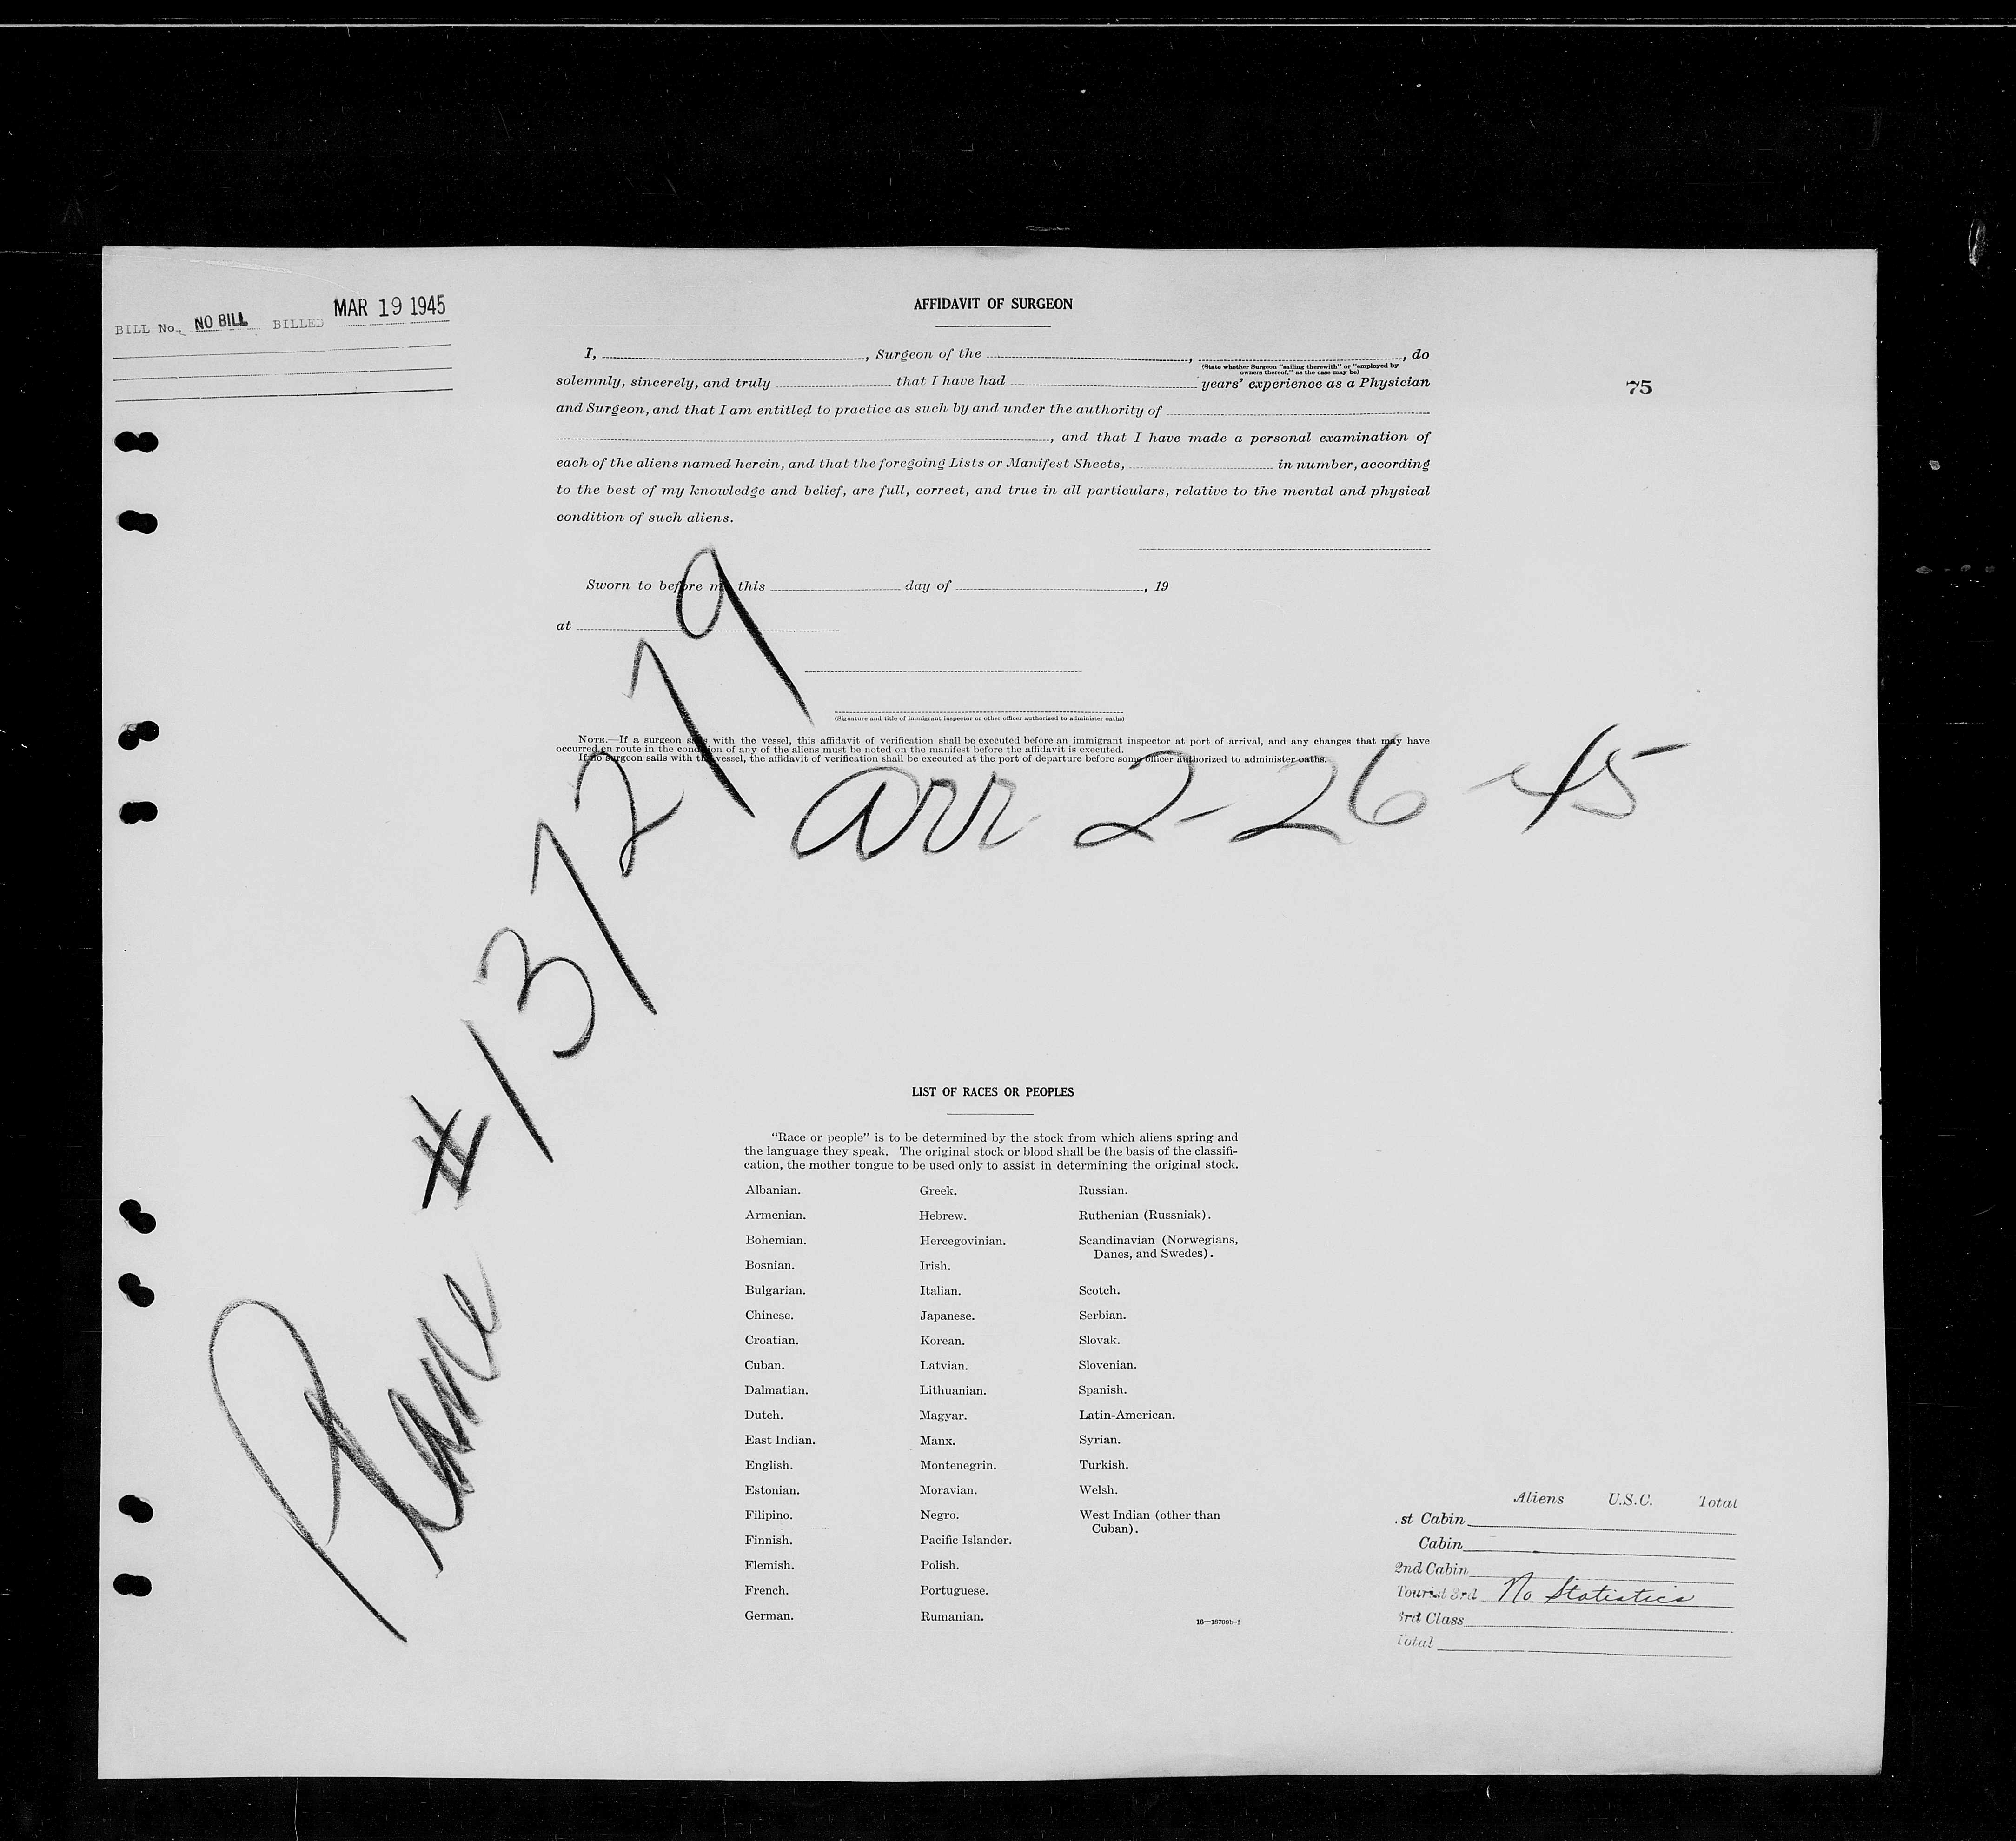 BILL No. NO BILL BILLED MAR 19 1945
AFFIDAVIT OF SURGEON
I, , Surgeon of the , , do
(State whether Surgeon "sailing therewith" or "employed by
owners thereof," as the case may be)
solemnly, sincerely, and truly that I have had years' experience as a Physician
75
and Surgeon, and that I am entitled to practice as such by and under the authority of
, and that I have made a personal examination of
each of the aliens named herein, and that the foregoing Lists or Manifest Sheets, in number, according
to the best of my knowledge and belief, are full, correct, and true in all particulars, relative to the mental and physical
condition of such aliens.
Sworn to before me this day of , 19
at
(Signature and title of immigrant inspector or other officer authorized to administer oaths)
NOTE.—If a surgeon sails with the vessel, this affidavit of verification shall be executed before an immigrant inspector at port of arrival, and any changes that may have
occurred en route in the condition of any of the aliens must be noted on the manifest before the affidavit is executed.
If no surgeon sails with the vessel, the affidavit of verification shall be executed at the port of departure before some officer authorized to administer oaths.
Plane #137279
arr 2-26-45
LIST OF RACES OR PEOPLES
"Race or people" is to be determined by the stock from which aliens spring and
the language they speak. The original stock or blood shall be the basis of the classifi-
cation, the mother tongue to be used only to assist in determining the original stock.
Albanian.
Armenian.
Bohemian.
Bosnian.
Bulgarian.
Chinese.
Croatian.
Cuban.
Dalmatian.
Dutch.
East Indian.
English.
Estonian.
Filipino.
Finnish.
Flemish.
French.
German.
Greek.
Hebrew.
Hercegovinian.
Irish.
Italian.
Japanese.
Korean.
Latvian.
Lithuanian.
Magyar.
Manx.
Montenegrin.
Moravian.
Negro.
Pacific Islander.
Polish.
Portuguese.
Rumanian.
Russian.
Ruthenian (Russniak).
Scandinavian (Norwegians,
Danes, and Swedes).
Scotch.
Serbian.
Slovak.
Slovenian.
Spanish.
Latin-American.
Syrian.
Turkish.
Welsh.
West Indian (other than
Cuban).
16—18709b-1
Aliens U.S.C. Total
st Cabin
Cabin
2nd Cabin
Tourist 3rd No Statistics
3rd Class
Total